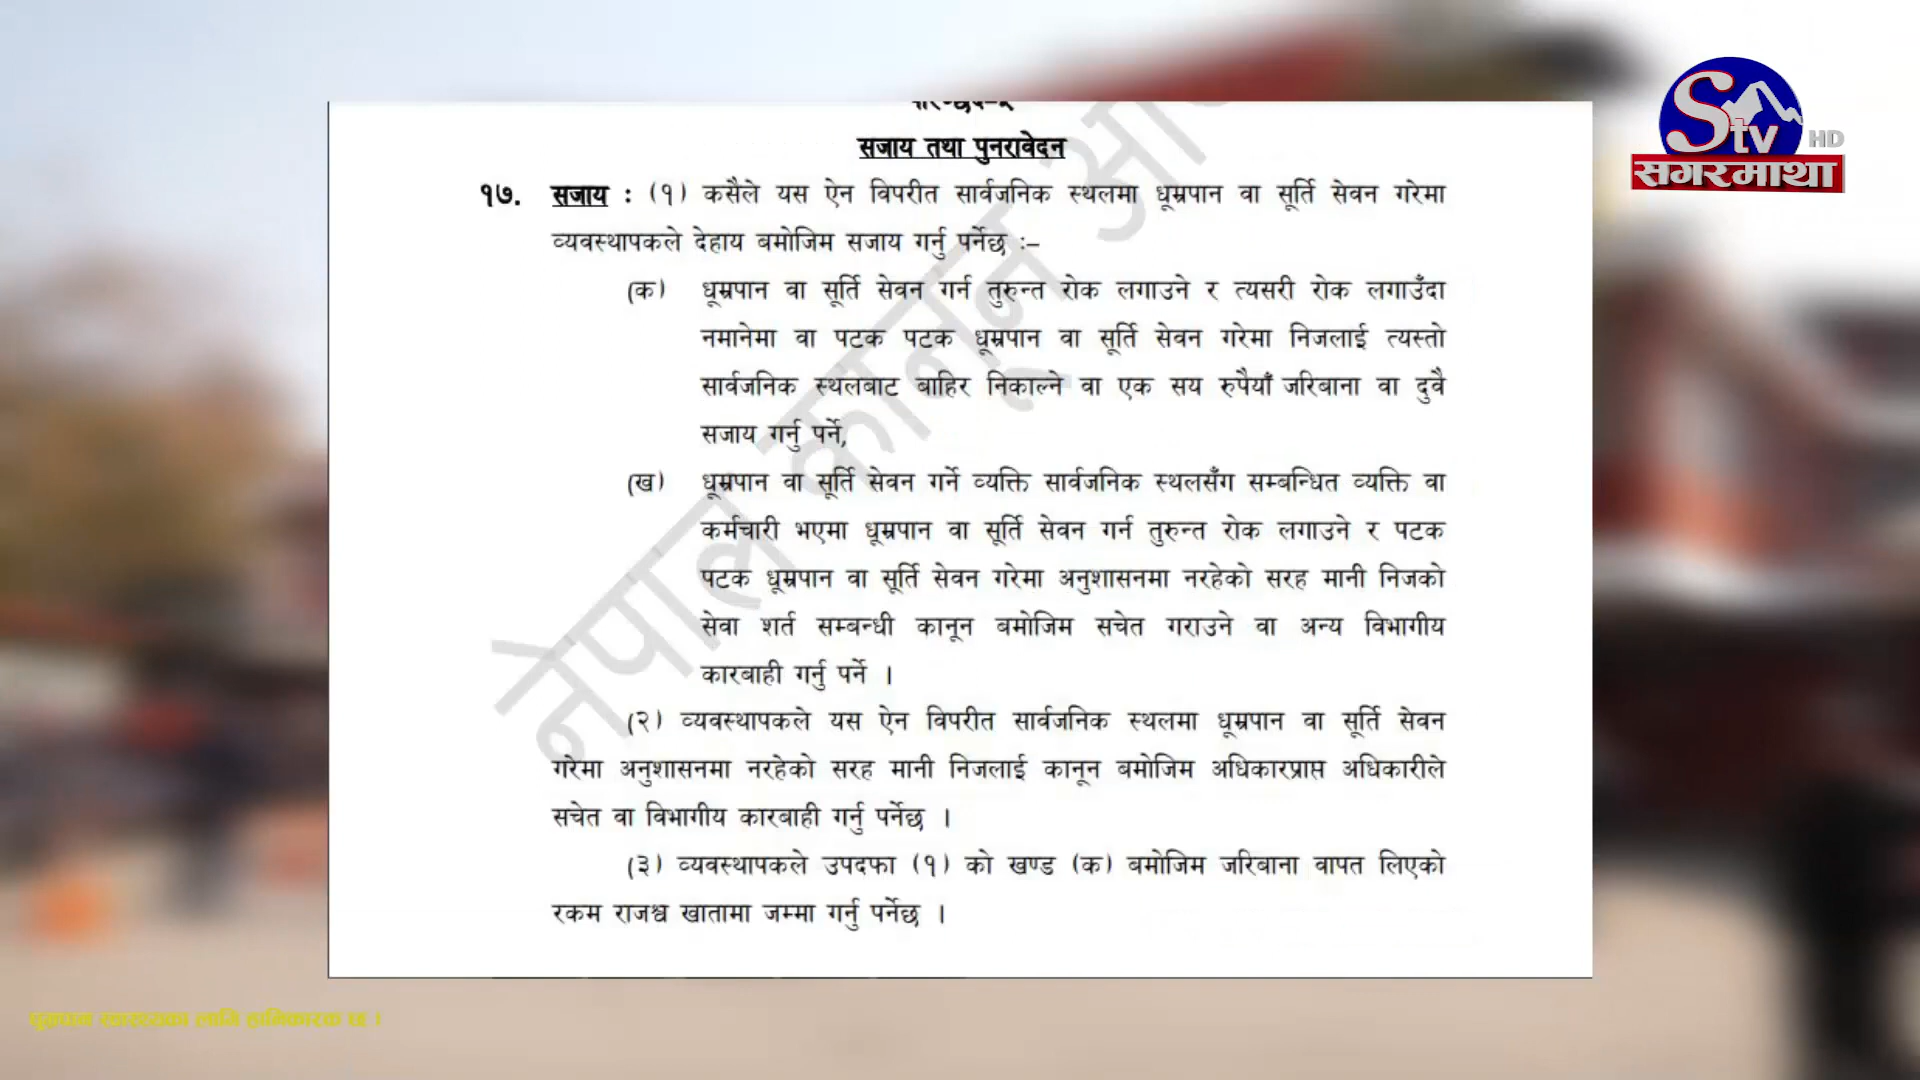 सजाय तथा पुनरावेदन
१७. सजाय : (१) कसैले यस ऐन विपरीत सार्वजनिक स्थलमा धूम्रपान वा सूर्ति सेवन गरेमा
व्यवस्थापकले देहाय बमोजिम सजाय गर्नु पर्नेछ :–
(क) धूम्रपान वा सूर्ति सेवन गर्न तुरुन्त रोक लगाउने र त्यसरी रोक लगाउँदा
नमानेमा वा पटक पटक धूम्रपान वा सूर्ति सेवन गरेमा निजलाई त्यस्तो
सार्वजनिक स्थलबाट बाहिर निकाल्ने वा एक सय रुपैयाँ जरिबाना वा दुवै
सजाय गर्नु पर्ने,
(ख) धूम्रपान वा सूर्ति सेवन गर्ने व्यक्ति सार्वजनिक स्थलसँग सम्बन्धित व्यक्ति वा
कर्मचारी भएमा धूम्रपान वा सूर्ति सेवन गर्न तुरुन्त रोक लगाउने र पटक
पटक धूम्रपान वा सूर्ति सेवन गरेमा अनुशासनमा नरहेको सरह मानी निजको
सेवा शर्त सम्बन्धी कानून बमोजिम सचेत गराउने वा अन्य विभागीय
कारबाही गर्नु पर्ने ।
(२) व्यवस्थापकले यस ऐन विपरीत सार्वजनिक स्थलमा धूम्रपान वा सूर्ति सेवन
गरेमा अनुशासनमा नरहेको सरह मानी निजलाई कानून बमोजिम अधिकारप्राप्त अधिकारीले
सचेत वा विभागीय कारबाही गर्नु पर्नेछ ।
(३) व्यवस्थापकले उपदफा (१) को खण्ड (क) बमोजिम जरिबाना वापत लिएको
रकम राजश्व खातामा जम्मा गर्नु पर्नेछ ।
नेपाल कानून
Stv HD
सगरमाथा
धूम्रपान स्वास्थ्यका लागि हानिकारक छ ।